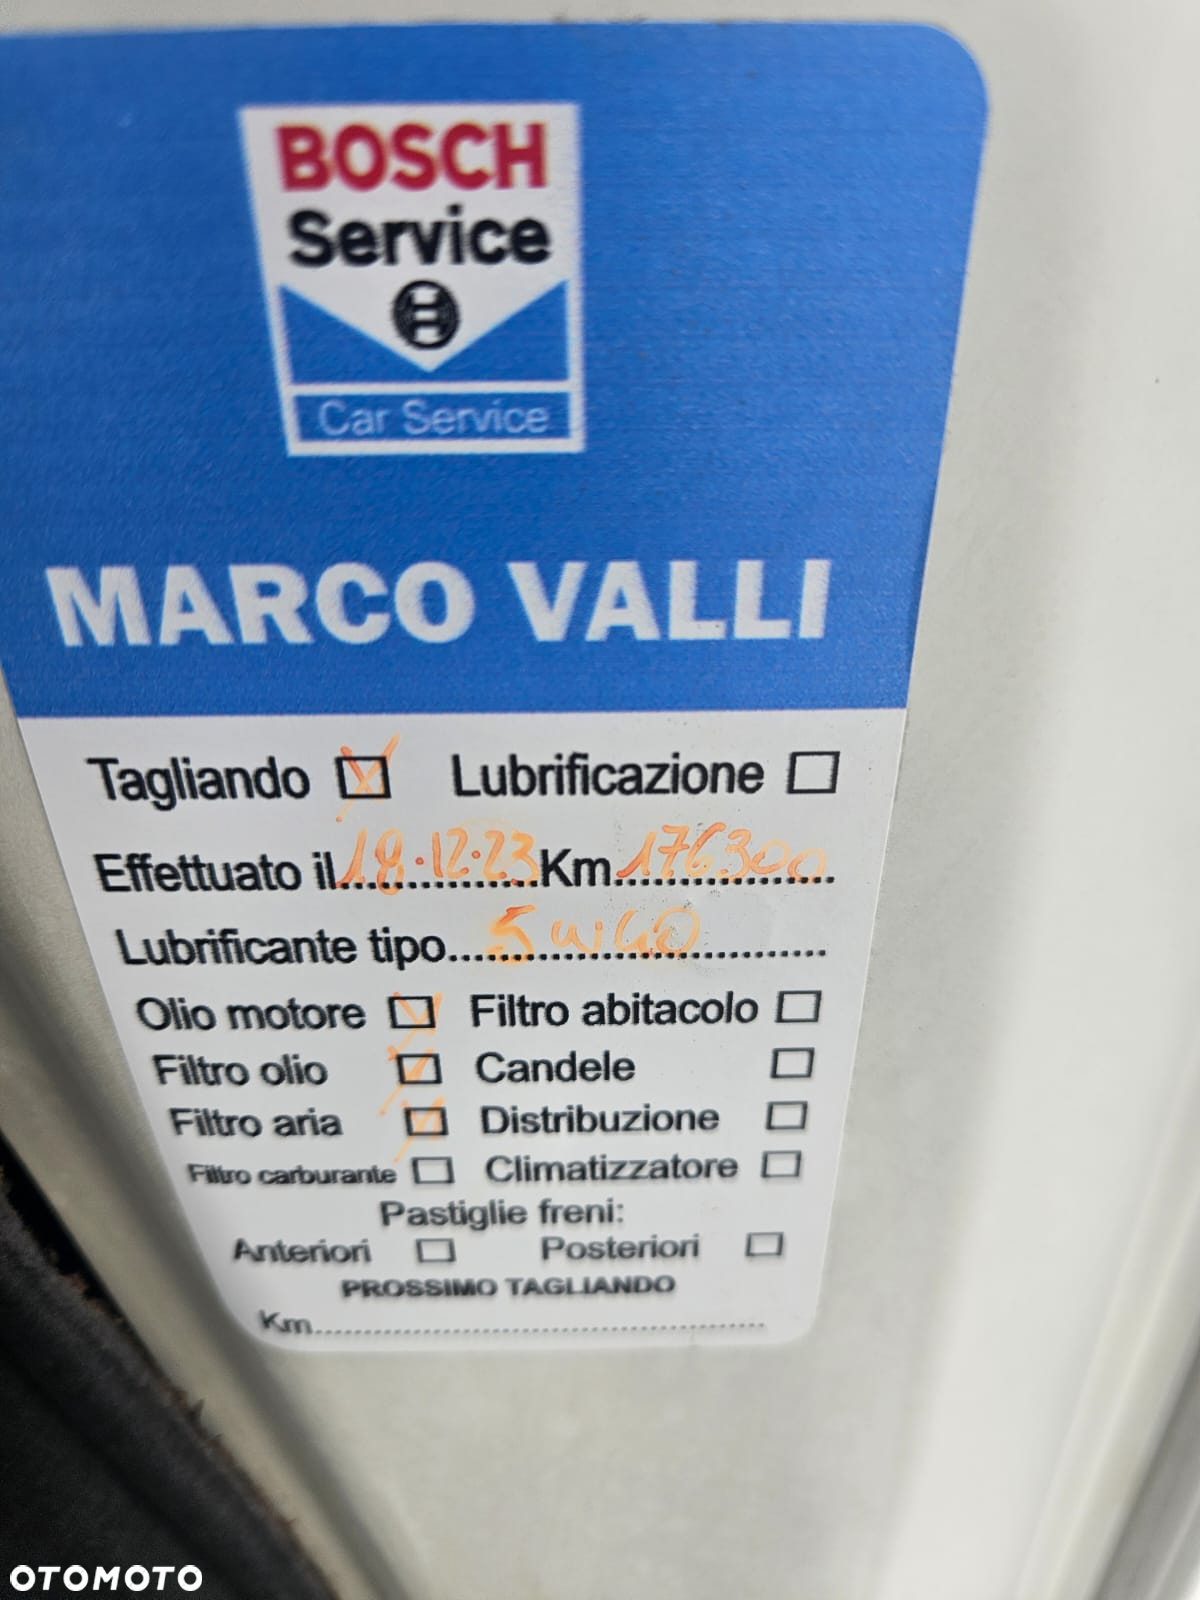 BOSCH
Service
Car Service
MARCO VALLI
Tagliando Lubrificazione
Effettuato il 18.12.23 Km 176300
Lubrificante tipo 5W40
Olio motore Filtro abitacolo
Filtro olio Candele
Filtro aria Distribuzione
Filtro carburante Climatizzatore
Pastiglie freni:
Anteriori Posteriori
PROSSIMO TAGLIANDO
Km
OTOMOTO